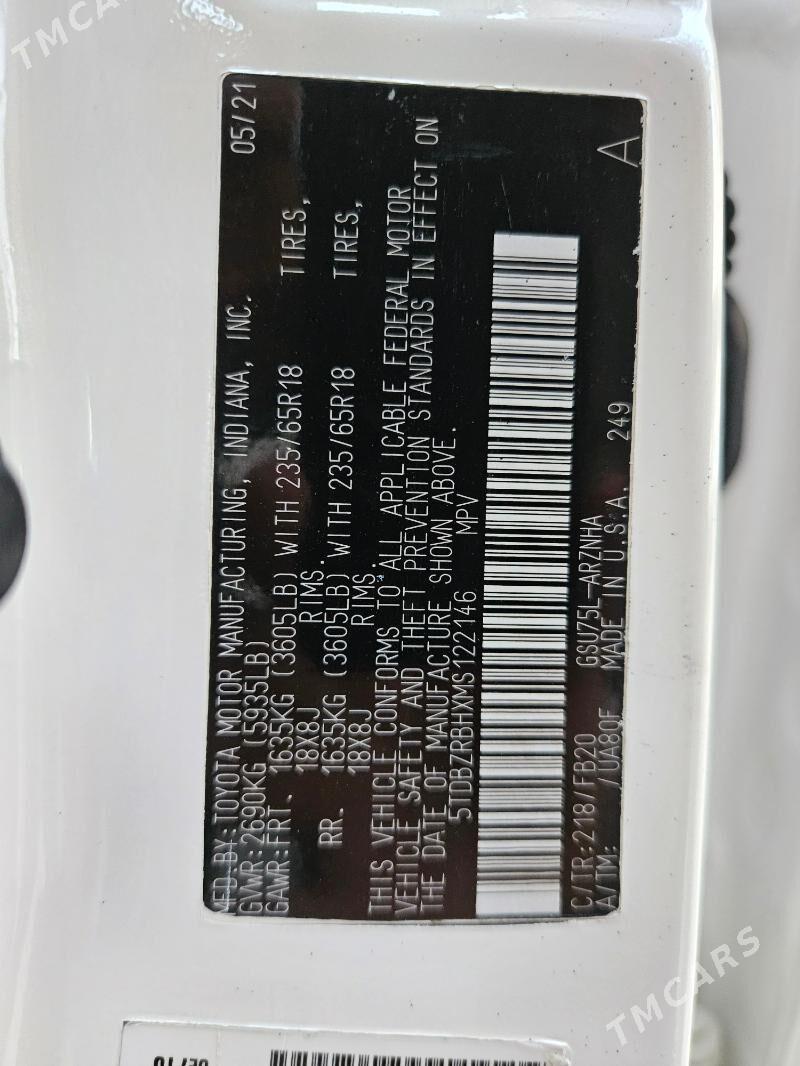 TMCARS
MFD.BY:TOYOTA MOTOR MANUFACTURING, INDIANA, INC. 05/21
GVWR:2690KG (5935LB)
GAWR:FRT. 1635KG (3605LB) WITH 235/65R18 TIRES,
18X8J RIMS.
RR. 1635KG (3605LB) WITH 235/65R18 TIRES,
18X8J RIMS.
THIS VEHICLE CONFORMS TO ALL APPLICABLE FEDERAL MOTOR
VEHICLE SAFETY AND THEFT PREVENTION STANDARDS IN EFFECT ON
THE DATE OF MANUFACTURE SHOWN ABOVE.
5TDBZRBHXMS122146 MPV
C/TR:218/FB20 GSU75L-ARZNHA
A/TM: /UA80F MADE IN U.S.A. 249 A
TMCARS